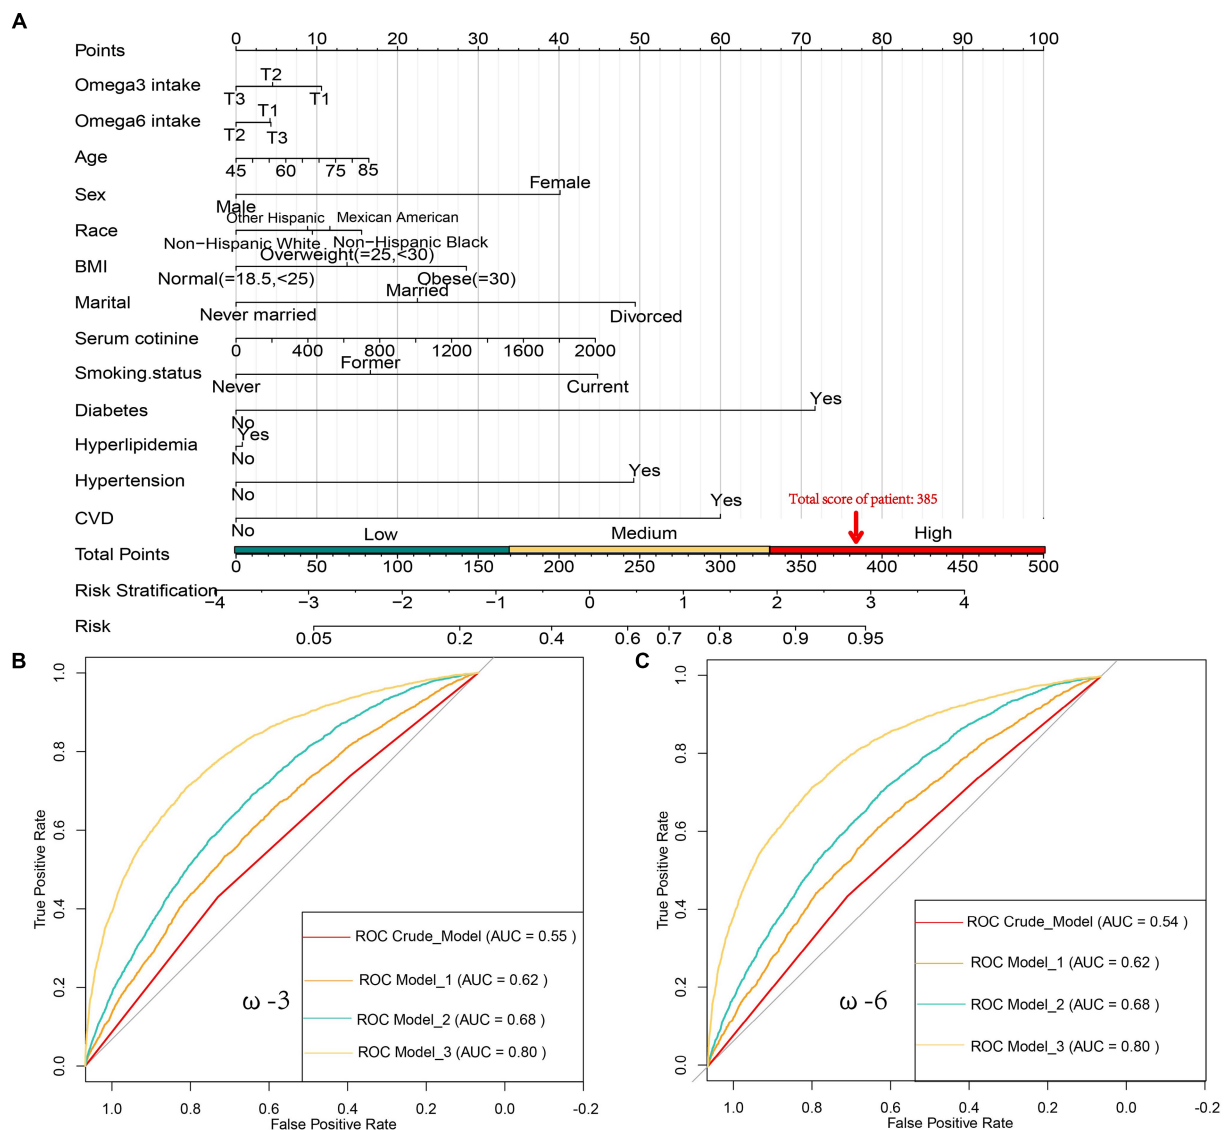 A
Points
0 10 20 30 40 50 60 70 80 90 100
Omega3 intake
T2
T3 T1
Omega6 intake
T1
T2 T3
Age
45 60 75 85
Sex
Female
Male
Race
Other Hispanic Mexican American
Non−Hispanic White Non−Hispanic Black
BMI
Overweight(=25,<30)
Normal(=18.5,<25) Obese(=30)
Marital
Married
Never married Divorced
Serum cotinine
0 400 800 1200 1600 2000
Smoking.status
Former
Never Current
Diabetes
Yes
No
Hyperlipidemia
Yes
No
Hypertension
Yes
No
CVD
Yes
No
Total score of patient: 385
Low Medium High
Total Points
0 50 100 150 200 250 300 350 400 450 500
Risk Stratification
−4 −3 −2 −1 0 1 2 3 4
Risk
0.05 0.2 0.4 0.6 0.7 0.8 0.9 0.95
B
True Positive Rate
1.0
0.8
0.6
0.4
0.2
0.0
ω -3
ROC Crude_Model (AUC = 0.55 )
ROC Model_1 (AUC = 0.62 )
ROC Model_2 (AUC = 0.68 )
ROC Model_3 (AUC = 0.80 )
1.0 0.8 0.6 0.4 0.2 0.0 -0.2
False Positive Rate
C
True Positive Rate
1.0
0.8
0.6
0.4
0.2
0.0
ω -6
ROC Crude_Model (AUC = 0.54 )
ROC Model_1 (AUC = 0.62 )
ROC Model_2 (AUC = 0.68 )
ROC Model_3 (AUC = 0.80 )
1.0 0.8 0.6 0.4 0.2 0.0 -0.2
False Positive Rate